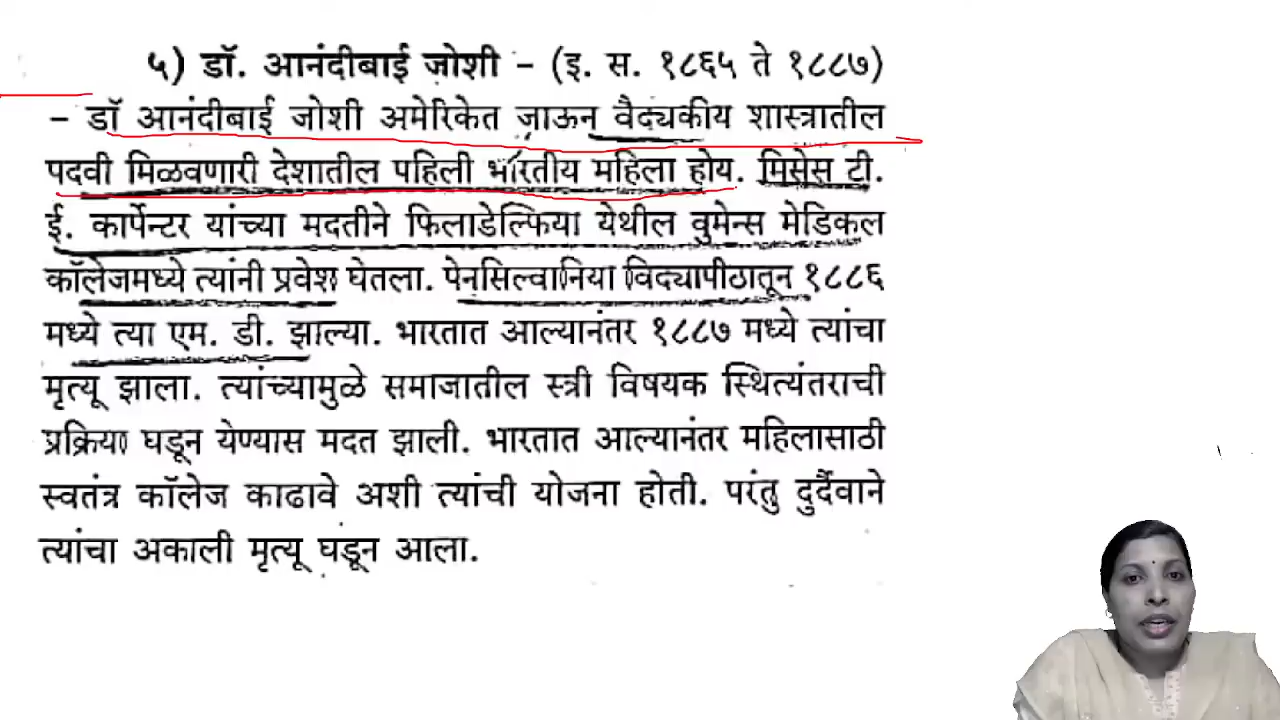 ५) डॉ. आनंदीबाई जोशी – (इ. स. १८६५ ते १८८७)
– डॉ आनंदीबाई जोशी अमेरिकेत जाऊन वैद्यकीय शास्त्रातील
पदवी मिळवणारी देशातील पहिली भारतीय महिला होय. मिसेस टी.
ई. कार्पेन्टर यांच्या मदतीने फिलाडेल्फिया येथील वुमेन्स मेडिकल
कॉलेजमध्ये त्यांनी प्रवेश घेतला. पेनसिल्वानिया विद्यापीठातून १८८६
मध्ये त्या एम. डी. झाल्या. भारतात आल्यानंतर १८८७ मध्ये त्यांचा
मृत्यू झाला. त्यांच्यामुळे समाजातील स्त्री विषयक स्थित्यंतराची
प्रक्रिया घडून येण्यास मदत झाली. भारतात आल्यानंतर महिलासाठी
स्वतंत्र कॉलेज काढावे अशी त्यांची योजना होती. परंतु दुर्दैवाने
त्यांचा अकाली मृत्यू घडून आला.